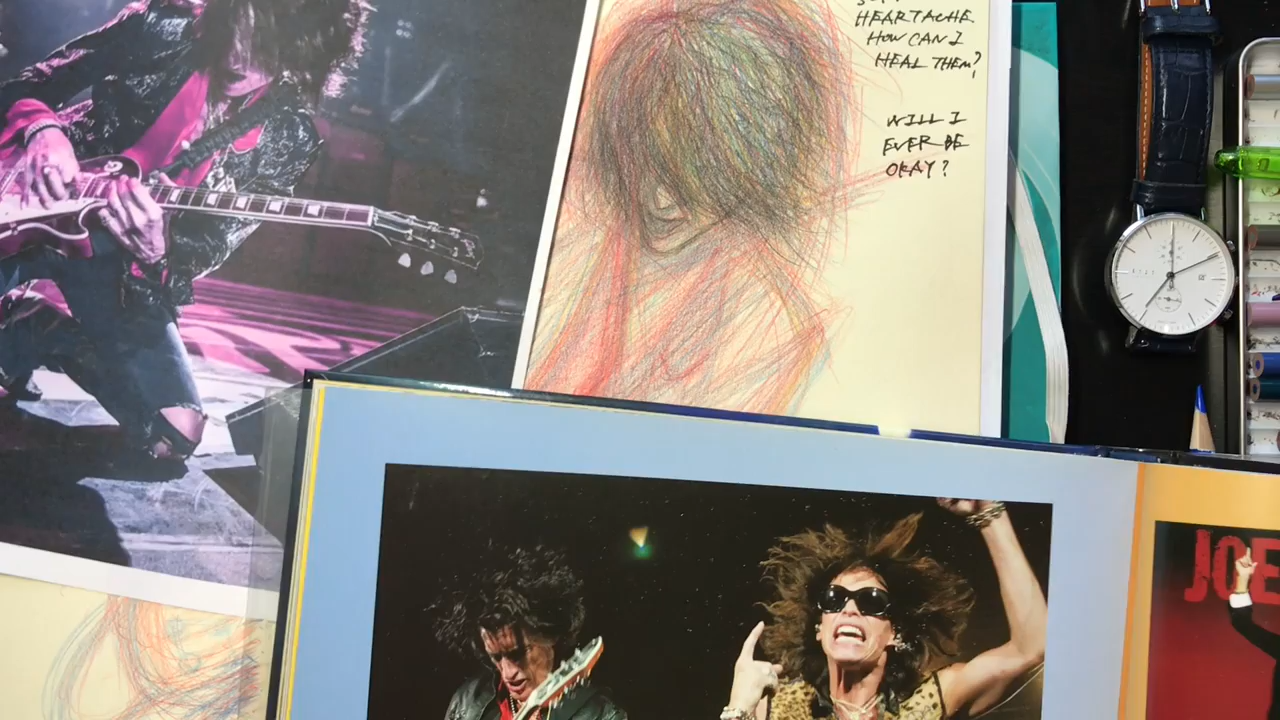 HEARTACHE.
HOW CAN I
HEAL THEM?
WILL I
EVER BE
OKAY?
JOE